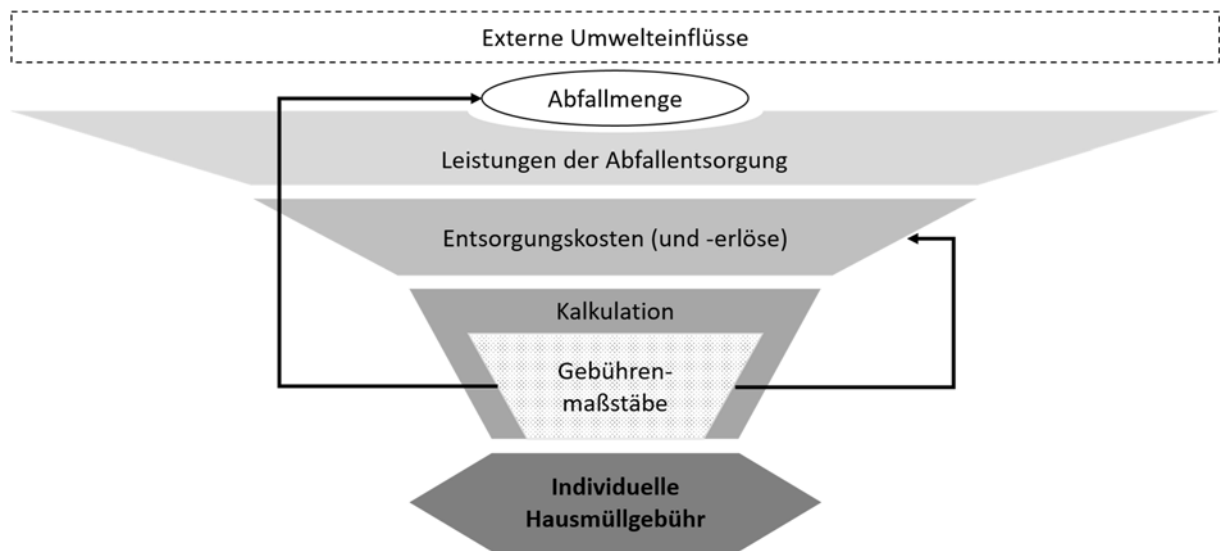 Externe Umwelteinflüsse
Abfallmenge
Leistungen der Abfallentsorgung
Entsorgungskosten (und -erlöse)
Kalkulation
Gebühren-
maßstäbe
Individuelle
Hausmüllgebühr